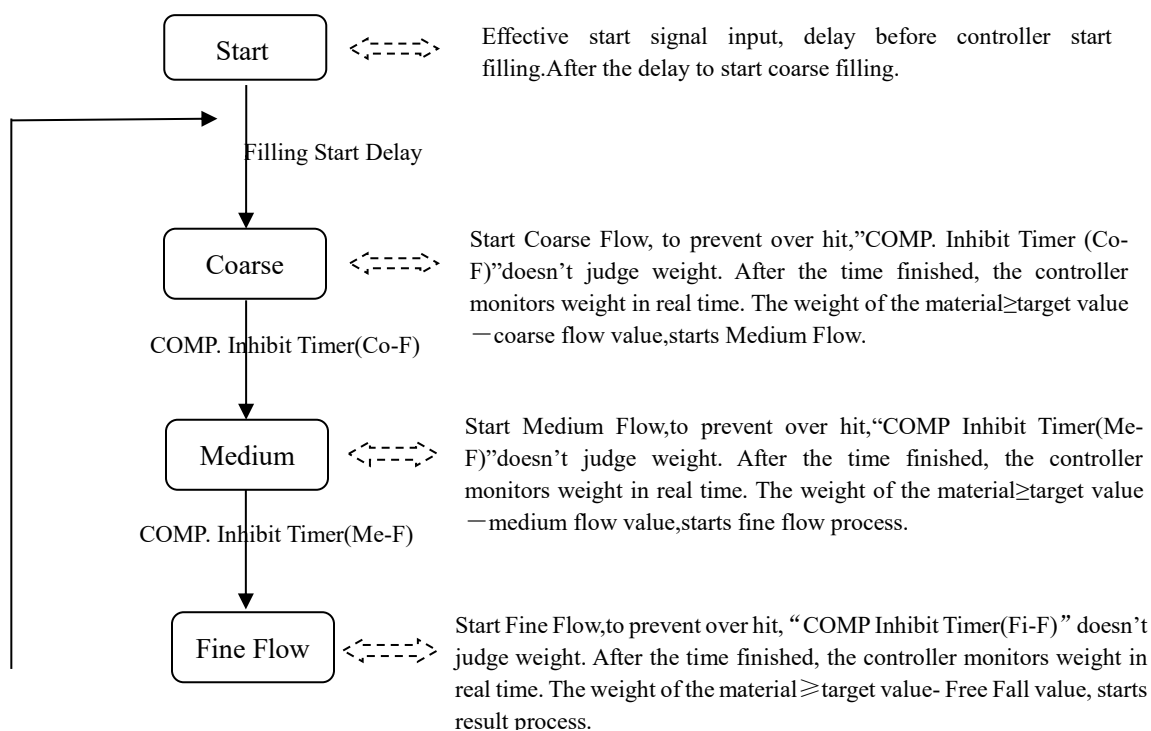 Start
Effective start signal input, delay before controller start
filling.After the delay to start coarse filling.
Filling Start Delay
Coarse
Start Coarse Flow, to prevent over hit,”COMP. Inhibit Timer (Co-
F)”doesn’t judge weight. After the time finished, the controller
monitors weight in real time. The weight of the material≥target value
－coarse flow value,starts Medium Flow.
COMP. Inhibit Timer(Co-F)
Medium
Start Medium Flow,to prevent over hit,“COMP Inhibit Timer(Me-
F)”doesn’t judge weight. After the time finished, the controller
monitors weight in real time. The weight of the material≥target value
－medium flow value,starts fine flow process.
COMP. Inhibit Timer(Me-F)
Fine Flow
Start Fine Flow,to prevent over hit, “COMP Inhibit Timer(Fi-F)” doesn’t
judge weight. After the time finished, the controller monitors weight in
real time. The weight of the material≥target value- Free Fall value, starts
result process.